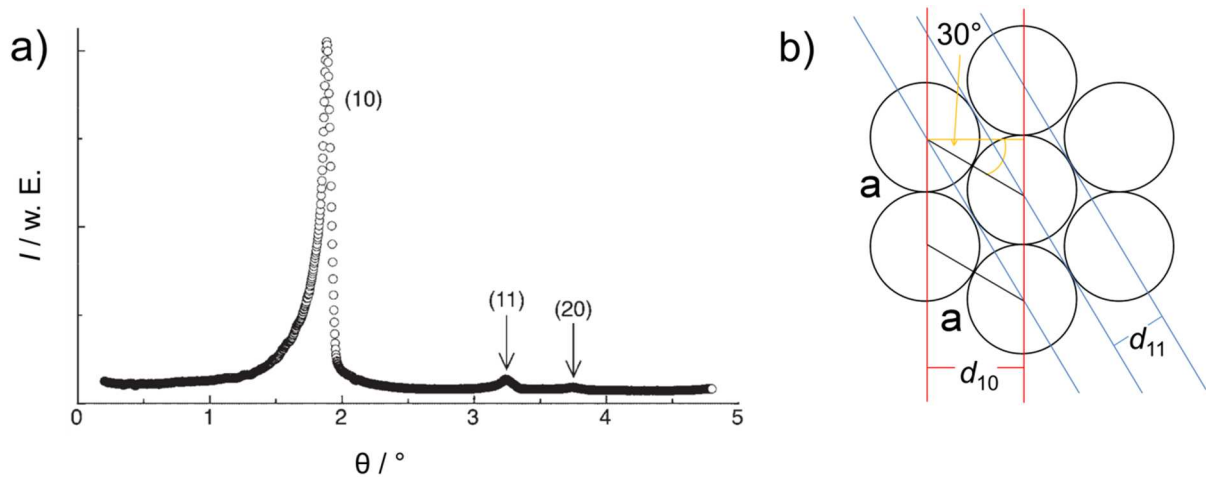 a)
I / w. E.
(10)
(11)
(20)
0 1 2 3 4 5
θ / °
b)
30°
a
a
d11
d10